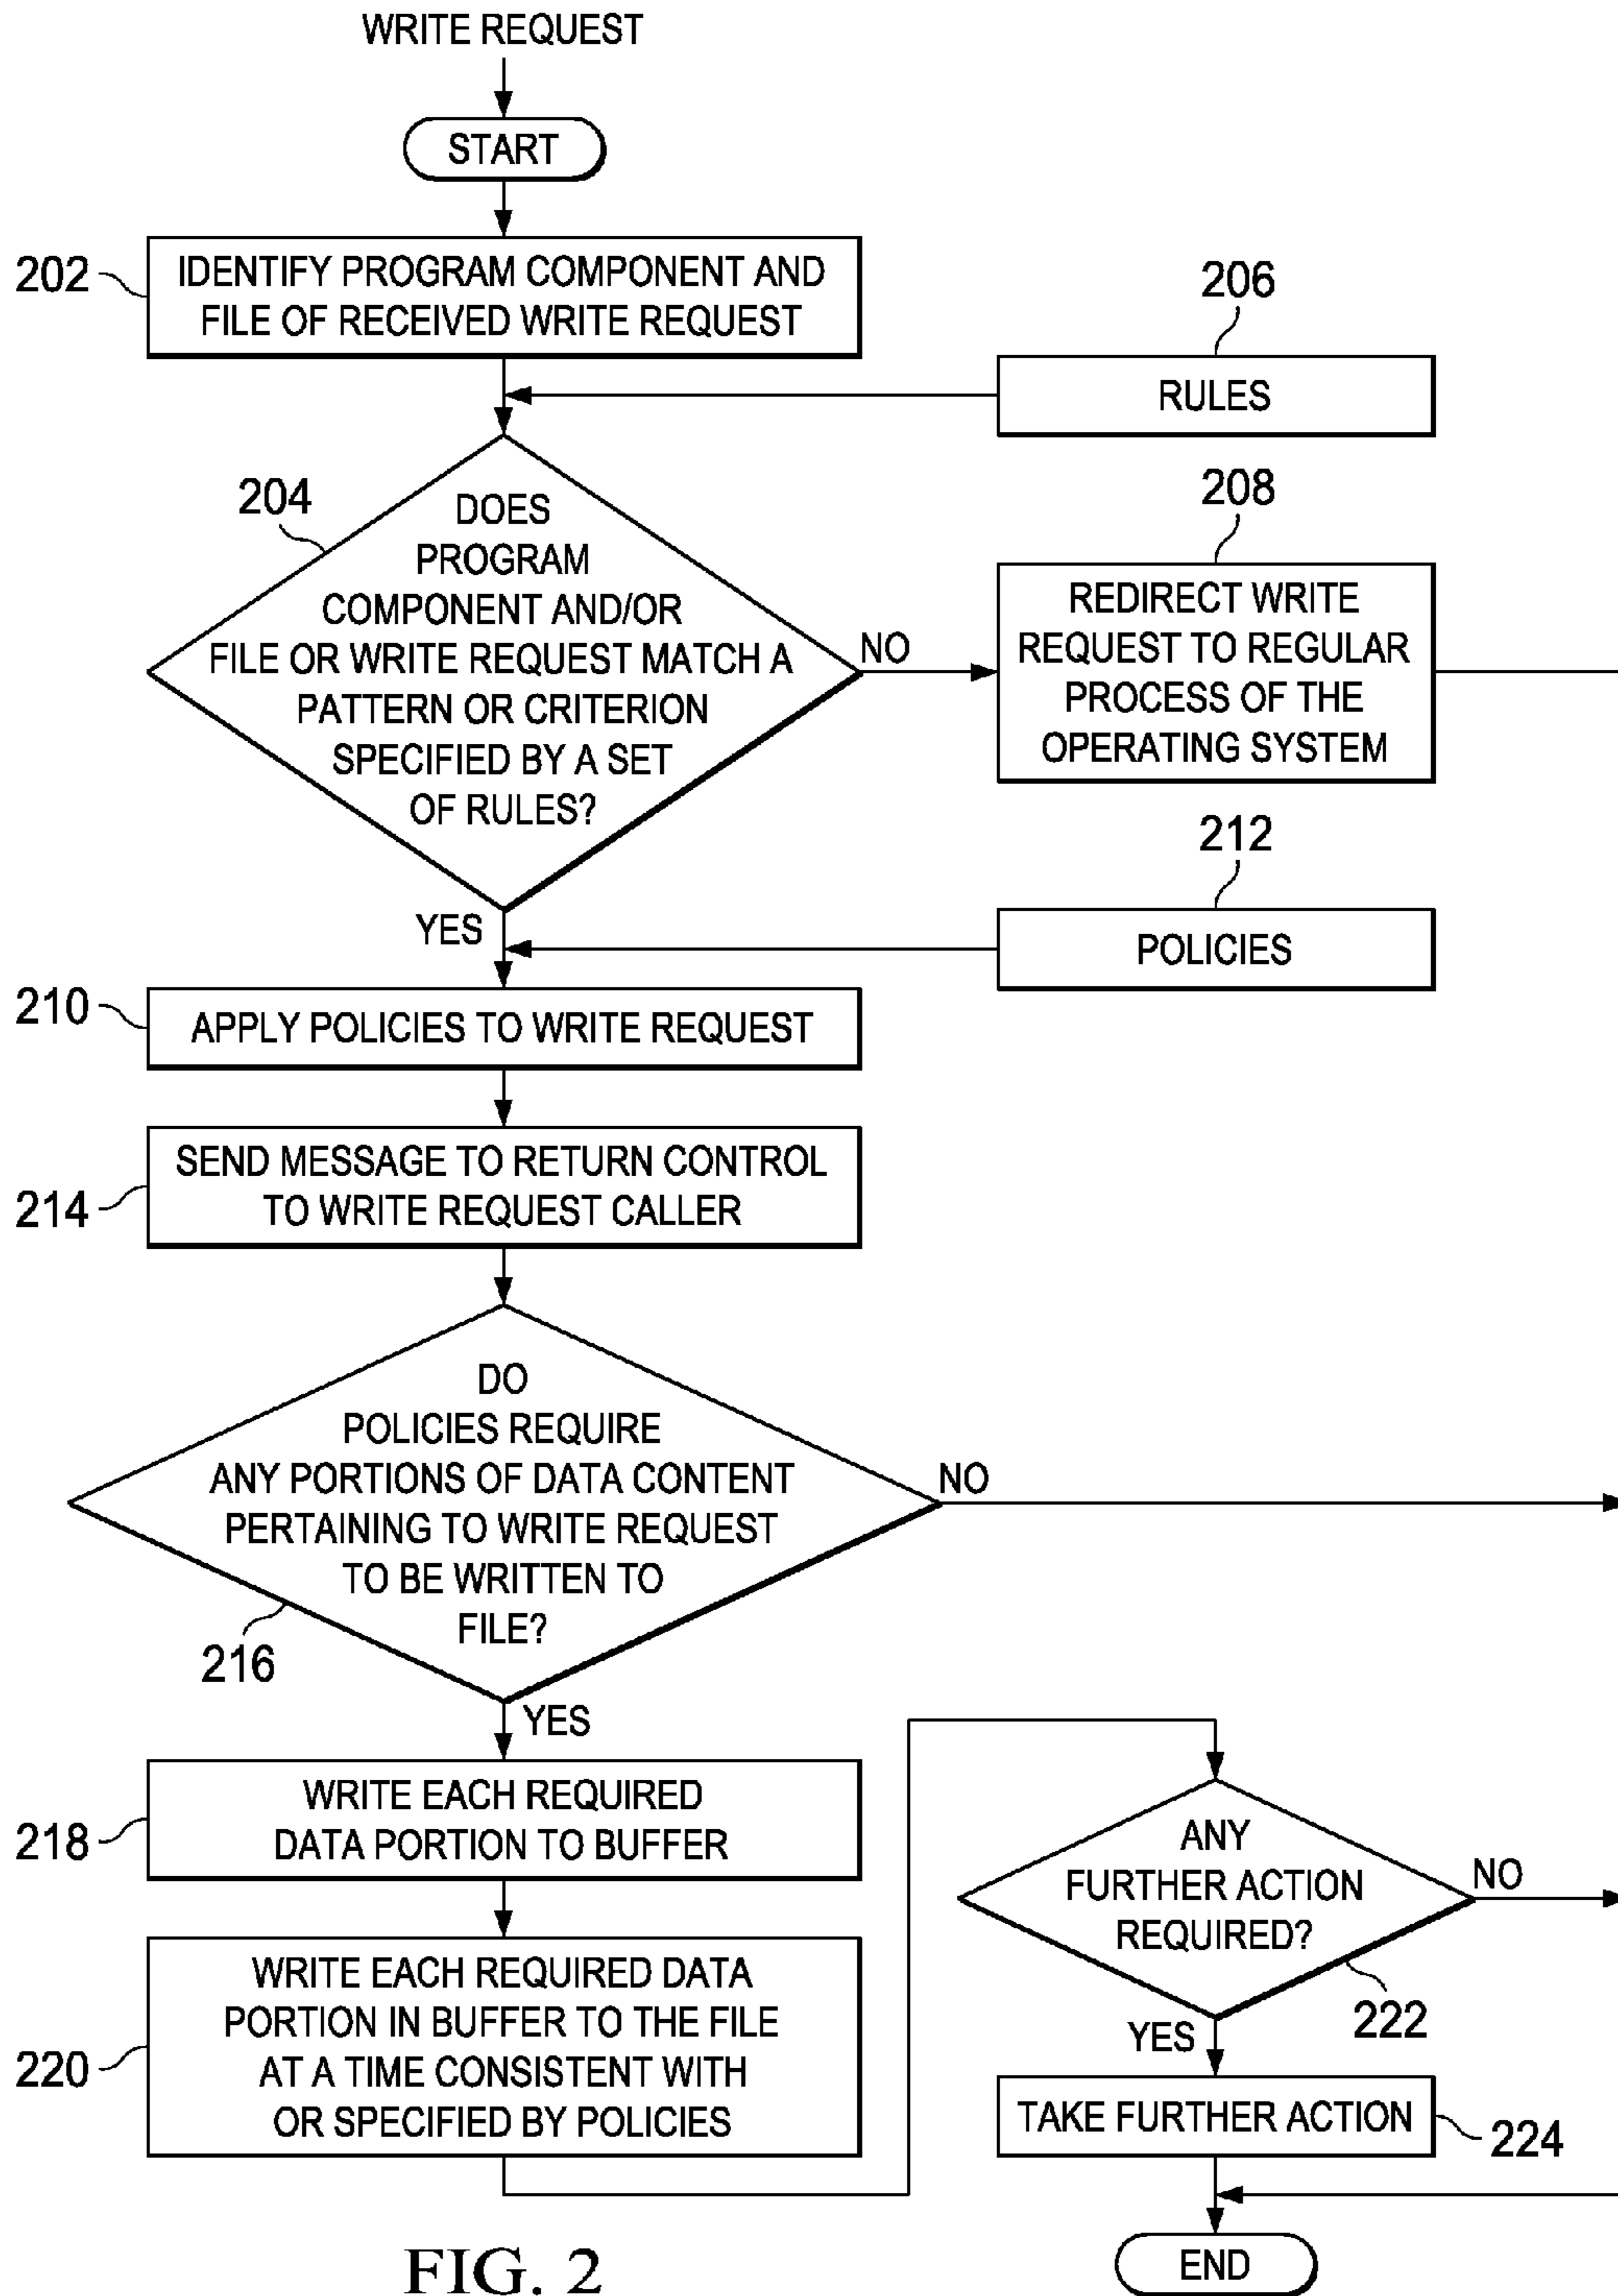 WRITE REQUEST
START
202
IDENTIFY PROGRAM COMPONENT AND
FILE OF RECEIVED WRITE REQUEST
206
RULES
204
DOES
PROGRAM
COMPONENT AND/OR
FILE OR WRITE REQUEST MATCH A
PATTERN OR CRITERION
SPECIFIED BY A SET
OF RULES?
NO
208
REDIRECT WRITE
REQUEST TO REGULAR
PROCESS OF THE
OPERATING SYSTEM
YES
212
POLICIES
210
APPLY POLICIES TO WRITE REQUEST
214
SEND MESSAGE TO RETURN CONTROL
TO WRITE REQUEST CALLER
DO
POLICIES REQUIRE
ANY PORTIONS OF DATA CONTENT
PERTAINING TO WRITE REQUEST
TO BE WRITTEN TO
FILE?
NO
216
YES
218
WRITE EACH REQUIRED
DATA PORTION TO BUFFER
220
WRITE EACH REQUIRED DATA
PORTION IN BUFFER TO THE FILE
AT A TIME CONSISTENT WITH
OR SPECIFIED BY POLICIES
ANY
FURTHER ACTION
REQUIRED?
NO
222
YES
TAKE FURTHER ACTION
224
END
FIG. 2